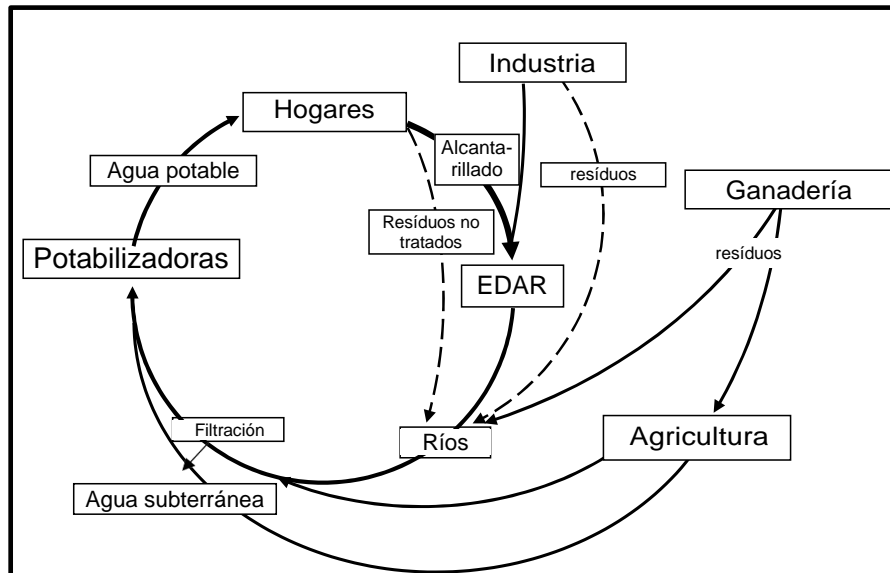 Industria
Hogares
Alcanta-
rillado
Agua potable
resíduos
Ganadería
Resíduos no
tratados
Potabilizadoras
resíduos
EDAR
Filtración
Ríos
Agricultura
Agua subterránea